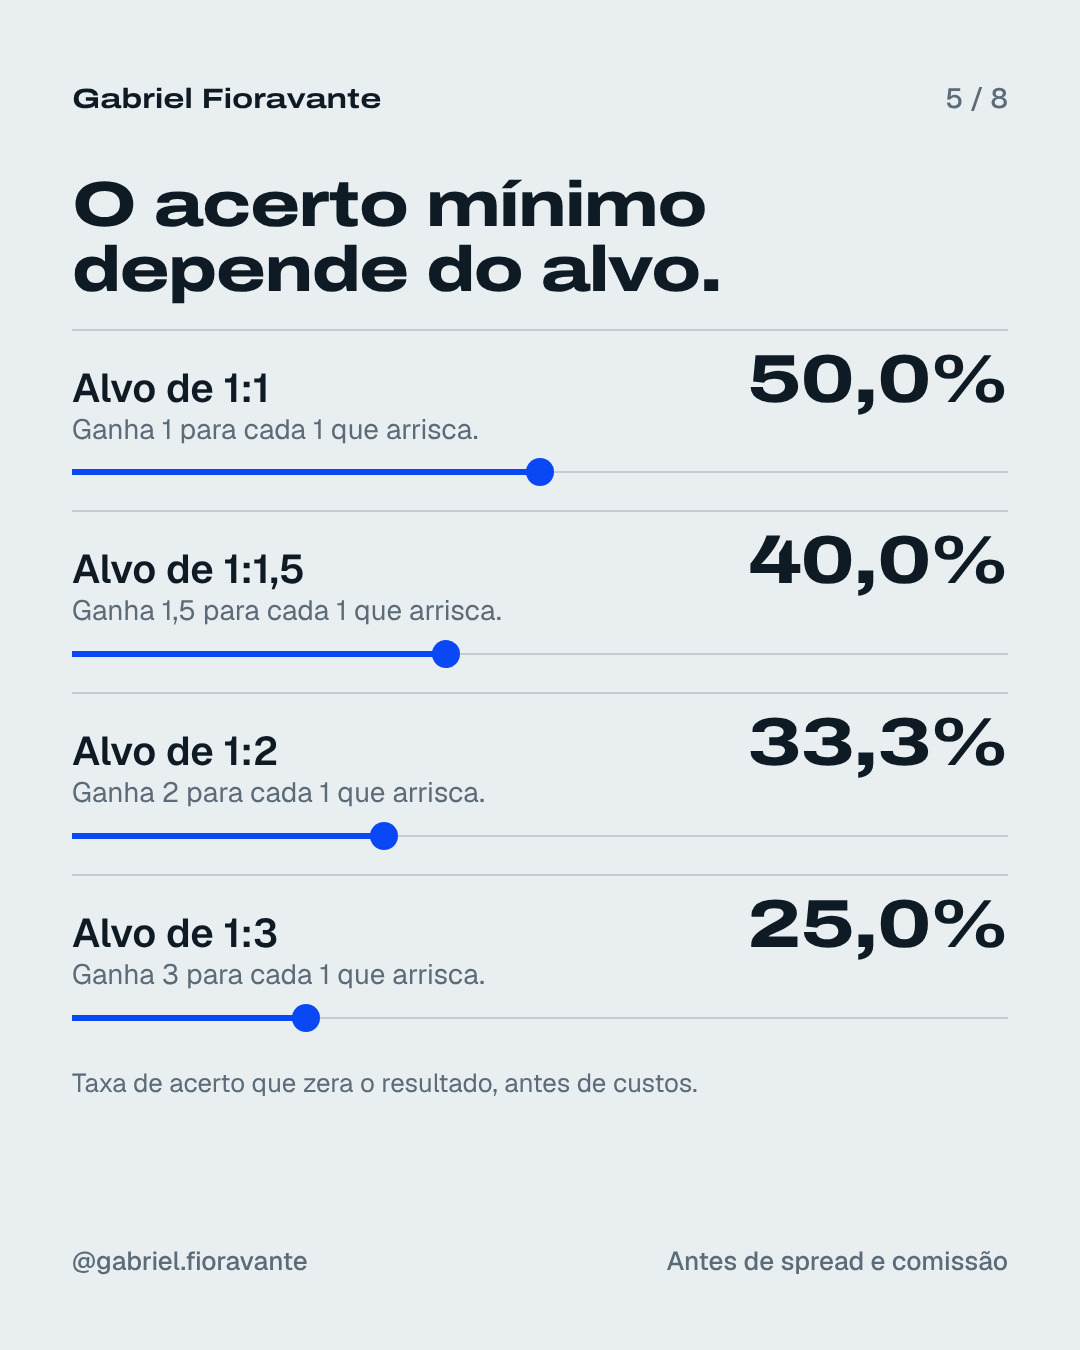 Gabriel Fioravante
5 / 8
O acerto mínimo
depende do alvo.
Alvo de 1:1
50,0%
Ganha 1 para cada 1 que arrisca.
Alvo de 1:1,5
40,0%
Ganha 1,5 para cada 1 que arrisca.
Alvo de 1:2
33,3%
Ganha 2 para cada 1 que arrisca.
Alvo de 1:3
25,0%
Ganha 3 para cada 1 que arrisca.
Taxa de acerto que zera o resultado, antes de custos.
@gabriel.fioravante
Antes de spread e comissão